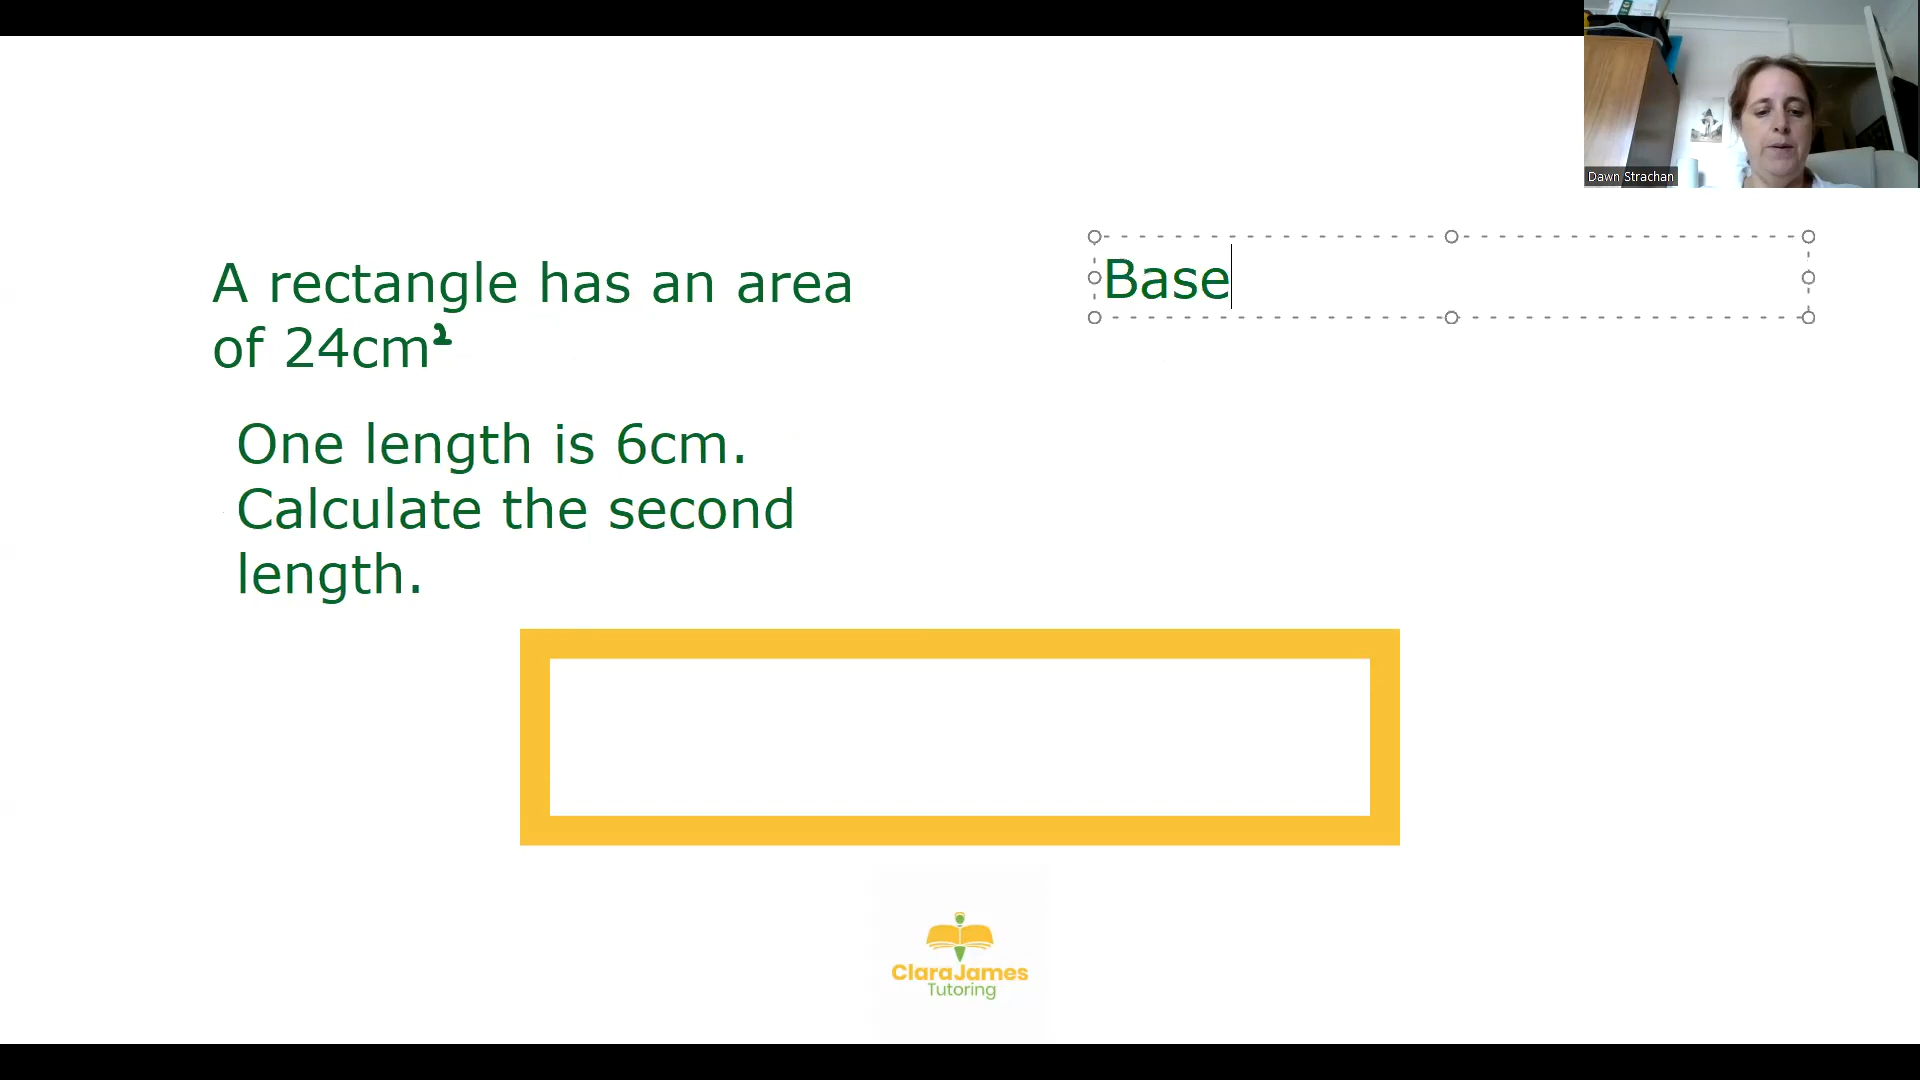 Dawn Strachan
Base
A rectangle has an area
of 24cm²
One length is 6cm.
Calculate the second
length.
ClaraJames
Tutoring